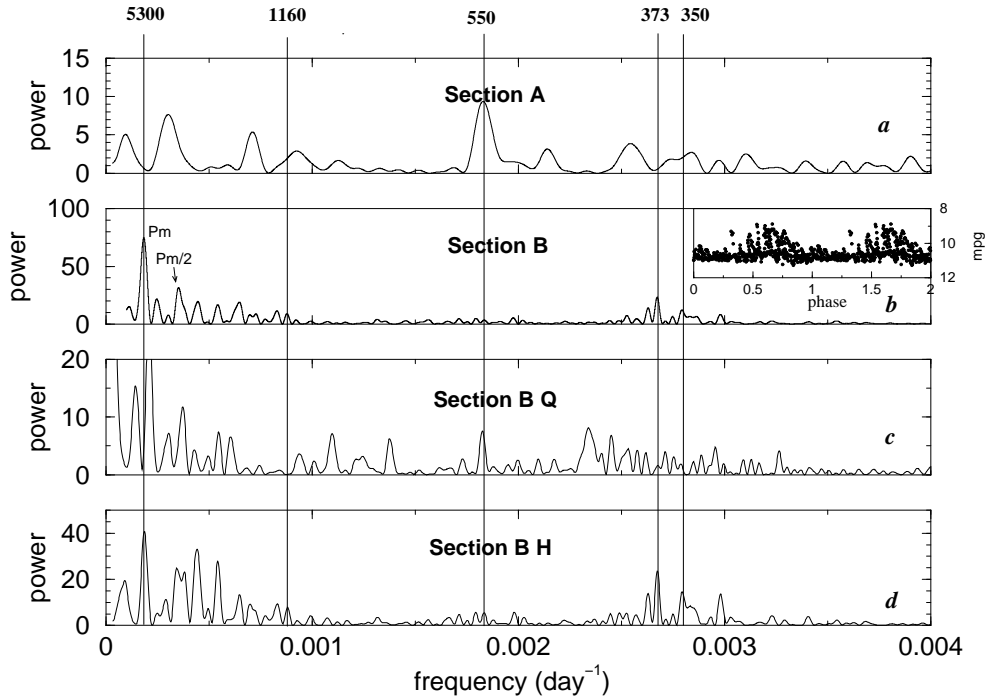 5300 1160 550 373 350
15
10
5
0
power
Section A
a
100
50
0
power
Pm
Pm/2
Section B
8
10
12
mpg
0 0.5 1 1.5 2
phase
b
20
10
0
power
Section B Q
c
40
20
0
power
Section B H
d
0 0.001 0.002 0.003 0.004
frequency (day⁻¹)